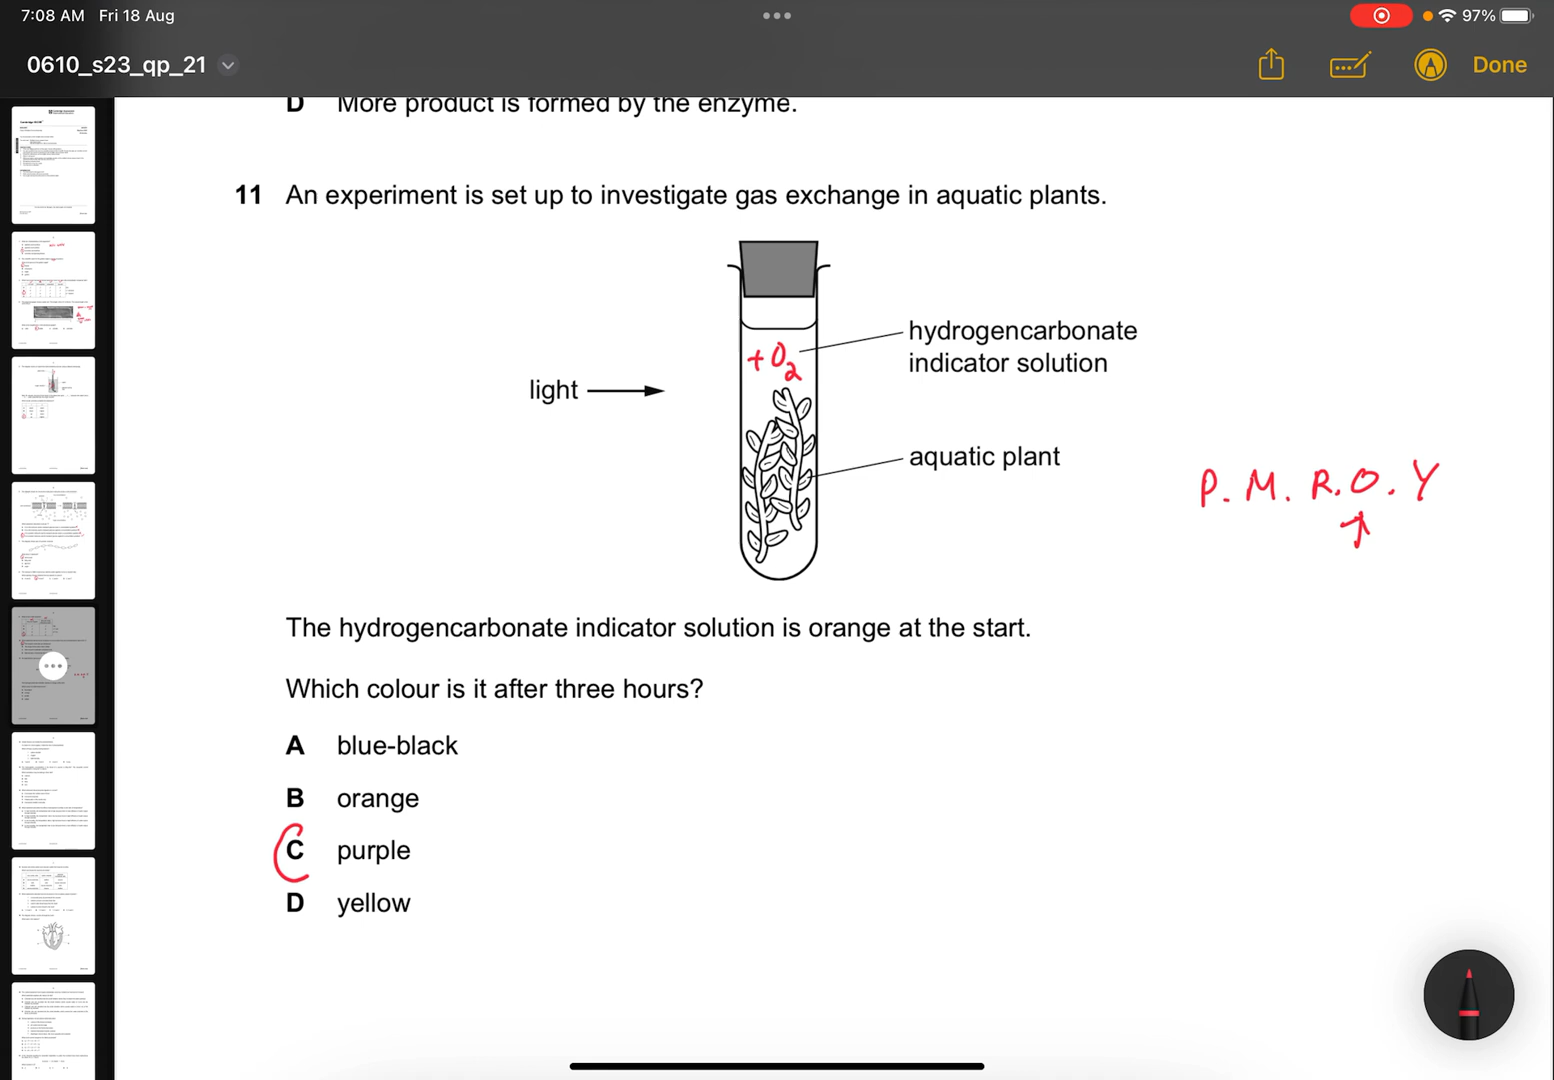 7:08 AM Fri 18 Aug
97%
0610_s23_qp_21
Done
D More product is formed by the enzyme.
11 An experiment is set up to investigate gas exchange in aquatic plants.
hydrogencarbonate
indicator solution
+O₂
light
aquatic plant
P. M. R. O. Y
The hydrogencarbonate indicator solution is orange at the start.
Which colour is it after three hours?
A blue-black
B orange
C purple
D yellow